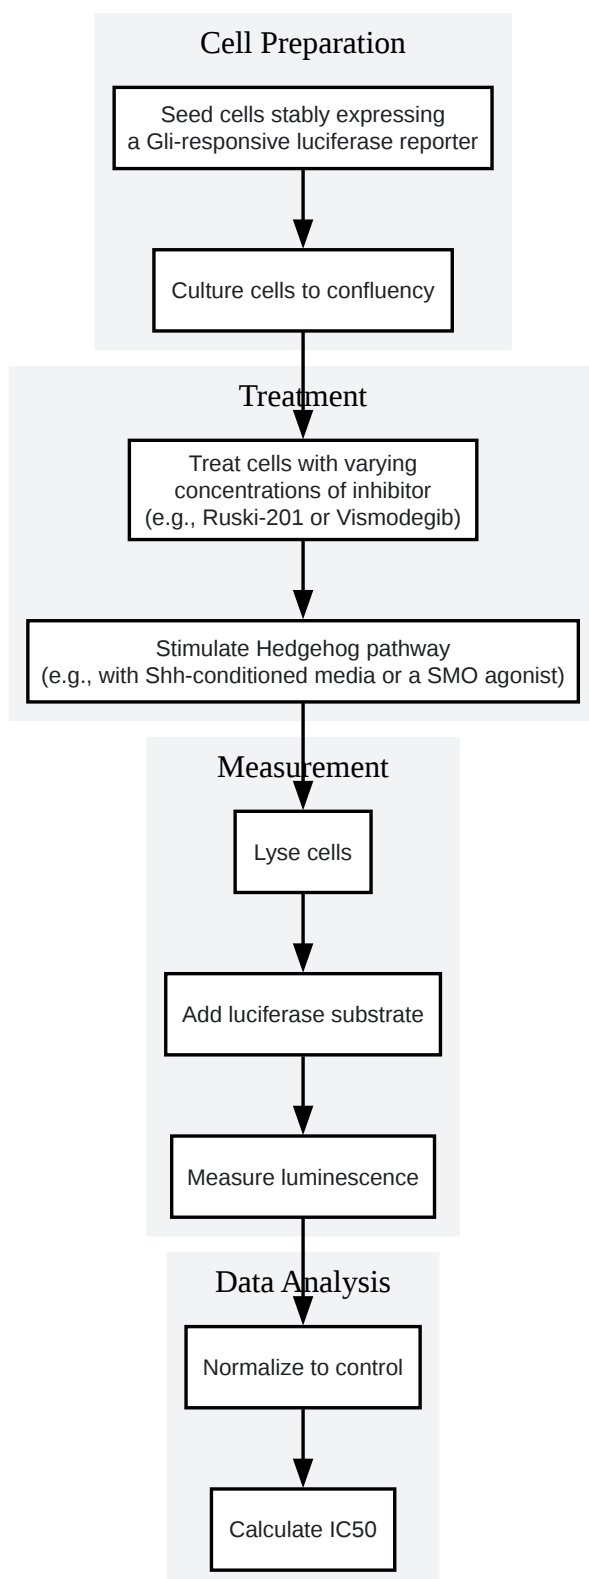 Cell Preparation
Seed cells stably expressing
a Gli-responsive luciferase reporter
Culture cells to confluency
Treatment
Treat cells with varying
concentrations of inhibitor
(e.g., Ruski-201 or Vismodegib)
Stimulate Hedgehog pathway
(e.g., with Shh-conditioned media or a SMO agonist)
Measurement
Lyse cells
Add luciferase substrate
Measure luminescence
Data Analysis
Normalize to control
Calculate IC50